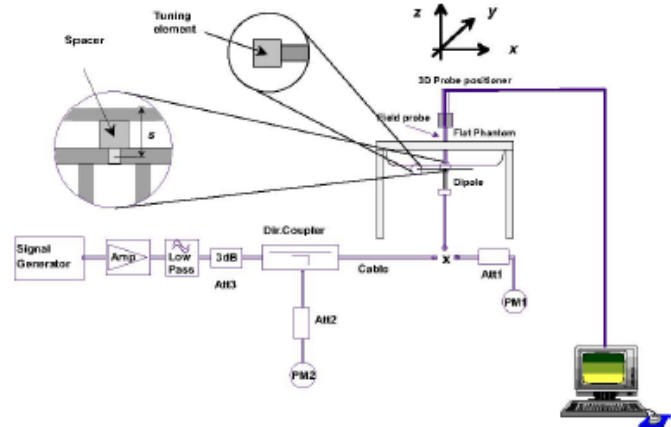 Tuning
element
Spacer
z
y
x
3D Probe positioner
Field probe
Flat Phantom
s
Dipole
Dir.Coupler
Signal
Generator
Amp
Low
Pass
3dB
Att3
Cable
x
Att1
PM1
Att2
PM2